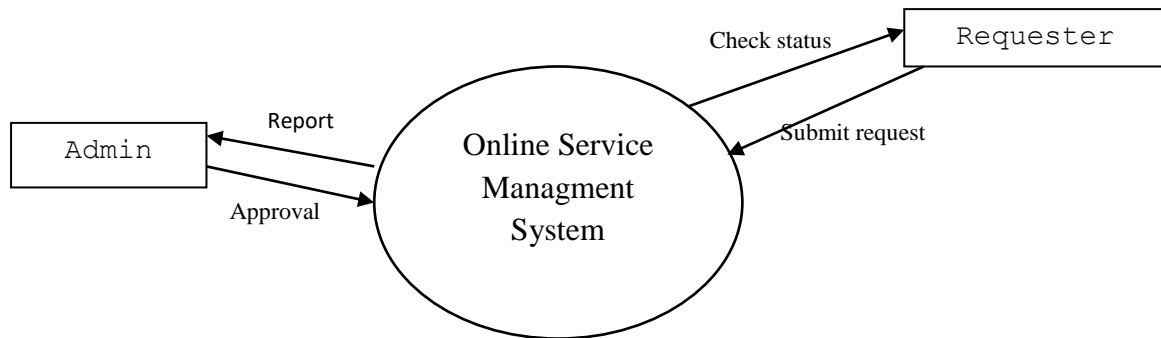 Check status
Requester
Report
Submit request
Admin
Online Service
Managment
System
Approval